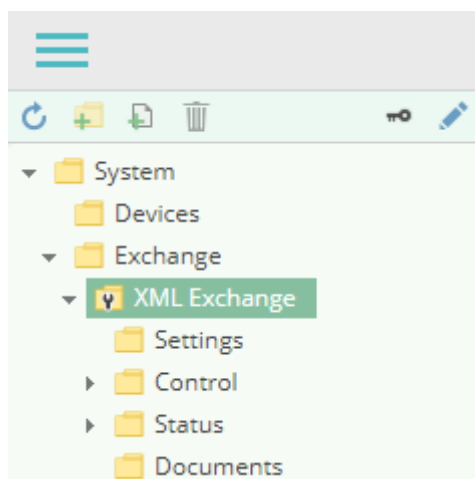 System
Devices
Exchange
XML Exchange
Settings
Control
Status
Documents